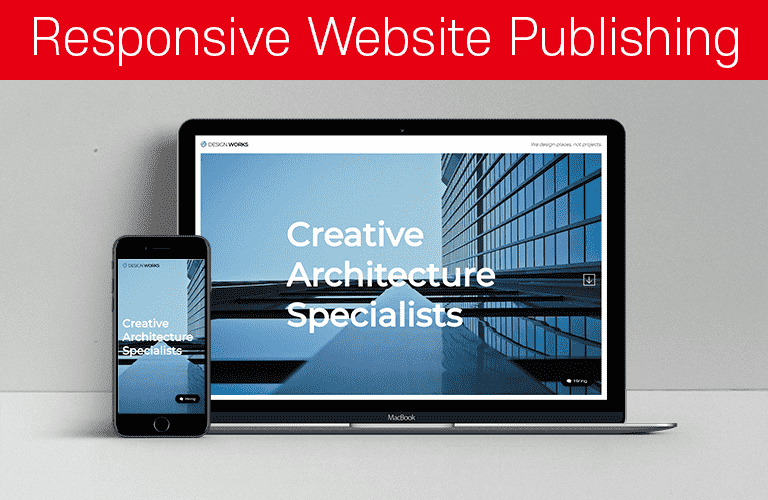 Responsive Website Publishing
DESIGN WORKS
We design places, not projects.
Creative
Architecture
Specialists
Hiring
MacBook
DESIGN WORKS
Creative
Architecture
Specialists
Hiring